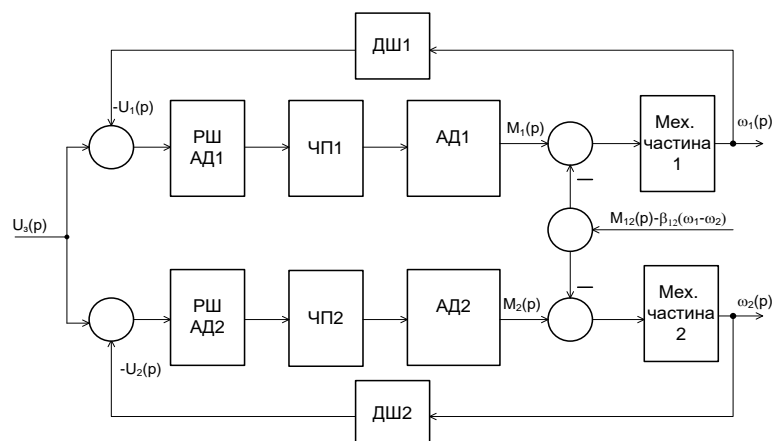 ДШ1
-U₁(p)
РШ
АД1
ЧП1
АД1
M₁(p)
Мех.
частина
1
ω₁(p)
Uз(p)
M₁₂(p)-β₁₂(ω₁-ω₂)
РШ
АД2
ЧП2
АД2
M₂(p)
Мех.
частина
2
ω₂(p)
-U₂(p)
ДШ2